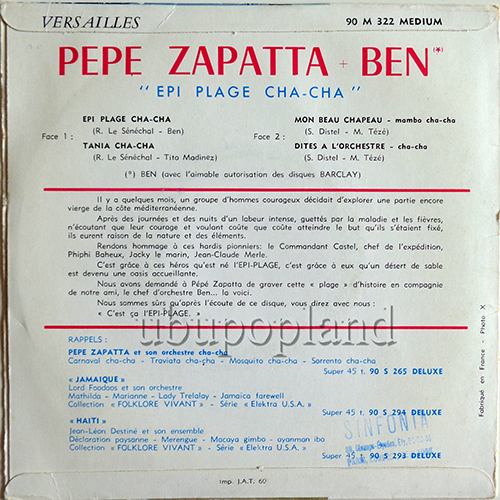 VERSAILLES
90 M 322 MEDIUM
PEPE ZAPATTA + BEN (*)
" EPI PLAGE CHA-CHA "
Face 1 :
EPI PLAGE CHA-CHA
(R. Le Sénéchal - Ben)
TANIA CHA-CHA
(R. Le Sénéchal - Tito Madinez)
Face 2 :
MON BEAU CHAPEAU - mambo cha-cha
(S. Distel - M. Tézé)
DITES A L'ORCHESTRE - cha-cha
(S. Distel - M. Tézé)
(*) BEN (avec l'aimable autorisation des disques BARCLAY)
Il y a quelques mois, un groupe d'hommes courageux décidait d'explorer une partie encore
vierge de la côte méditerranéenne.
Après des journées et des nuits d'un labeur intense, guettés par la maladie et les fièvres,
n'écoutant que leur courage et voulant coûte que coûte atteindre le but qu'ils s'étaient fixé,
ils eurent raison de la nature et des éléments.
Rendons hommage à ces hardis pionniers: le Commandant Castel, chef de l'expédition,
Phiphi Baheux, Jacky le marin, Jean-Claude Merle.
C'est grâce à ces héros qu'est né l'EPI-PLAGE, c'est grâce à eux qu'un désert de sable
est devenu une oasis accueillante.
Nous avons demandé à Pépé Zapatta de graver cette « plage » d'histoire en compagnie
de notre ami, le chef d'orchestre Ben... la voici.
Nous sommes sûrs qu'après l'écoute de ce disque, vous direz avec nous :
« C'est ça l'EPI-PLAGE. »
ubupopland
RAPPELS :
PEPE ZAPATTA et son orchestre cha-cha
Carnaval cha-cha - Traviata cha-cha - Mosquito cha-cha - Sorrento cha-cha
Super 45 t. 90 S 265 DELUXE
« JAMAIQUE »
Lord Foodoos et son orchestre
Mathilda - Marianne - Lady Trelaloy - Jamaica farewell
Collection « FOLKLORE VIVANT » - Série « Elektra U.S.A. »
Super 45 t. 90 S 294 DELUXE
« HAITI »
Jean-Léon Destiné et son ensemble
Déclaration paysanne - Merengue - Macaya gimbo - ayanman ibo
Collection « FOLKLORE VIVANT » - Série « Elektra U.S.A. »
Super 45 t. 90 S 293 DELUXE
SINFONIA
Fabriqué en France - Photo X
Imp. J.A.T. 60